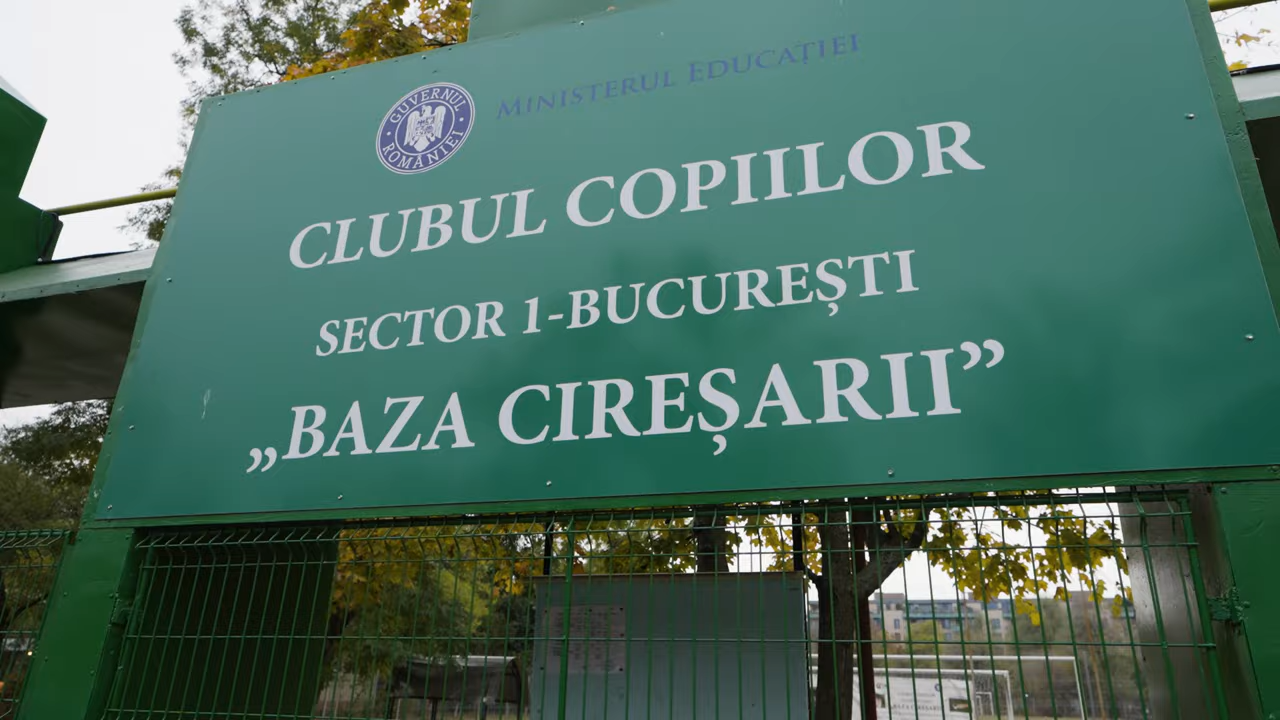 GUVERNUL ROMÂNIEI
MINISTERUL EDUCAȚIEI
CLUBUL COPIILOR
SECTOR 1-BUCUREȘTI
„BAZA CIREȘARII”